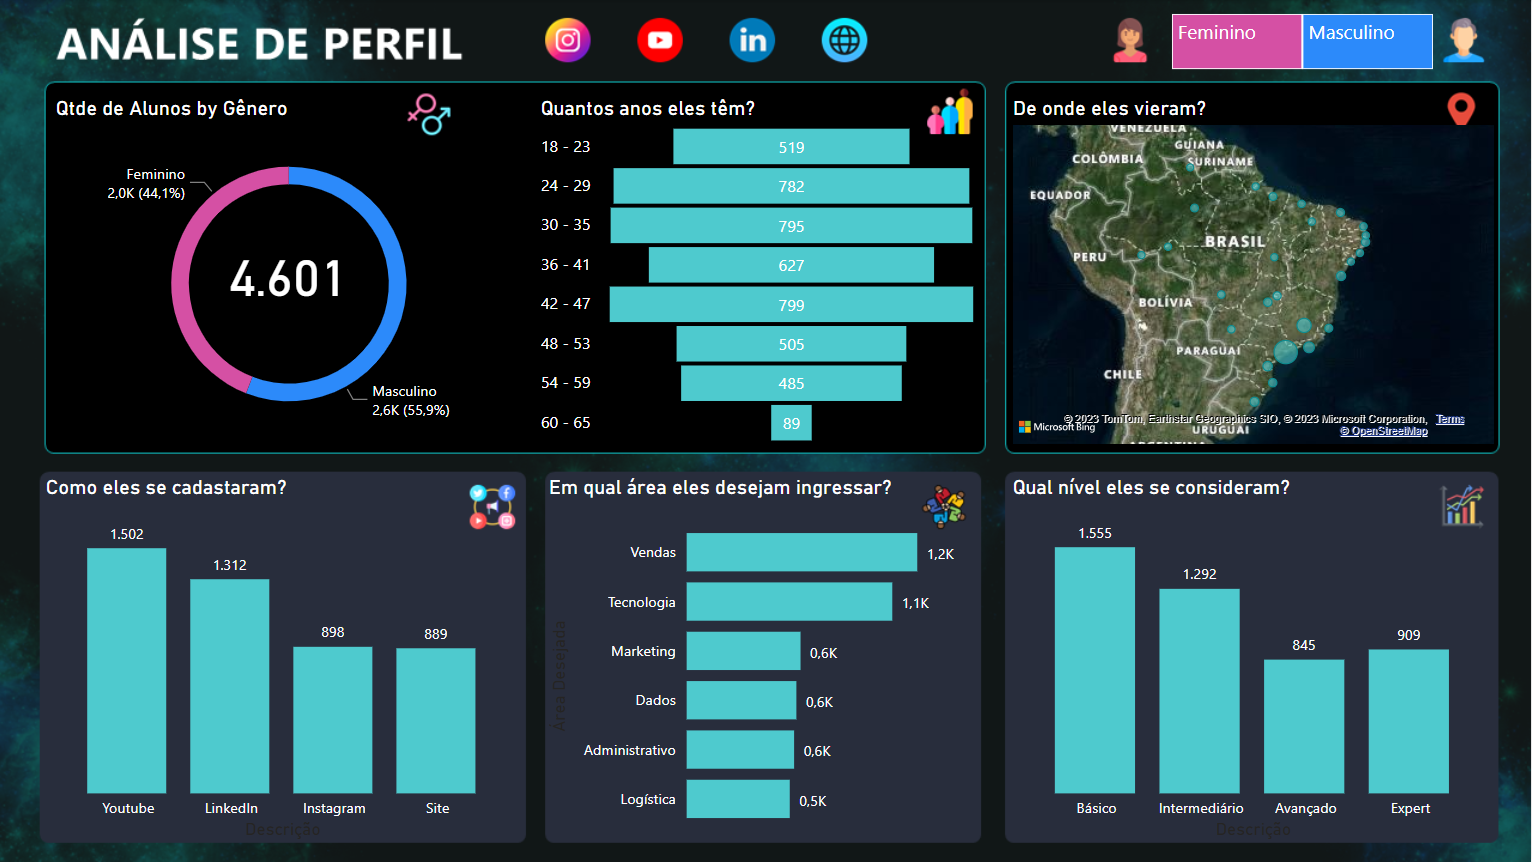 ANÁLISE DE PERFIL
Feminino
Masculino
Qtde de Alunos by Gênero
Feminino
2,0K (44,1%)
4.601
Masculino
2,6K (55,9%)
Quantos anos eles têm?
18 - 23 519
24 - 29 782
30 - 35 795
36 - 41 627
42 - 47 799
48 - 53 505
54 - 59 485
60 - 65 89
De onde eles vieram?
VENEZUELA
GUIANA
COLÔMBIA
SURINAME
EQUADOR
BRASIL
PERU
BOLÍVIA
PARAGUAI
CHILE
© 2023 TomTom, Earthstar Geographics SIO, © 2023 Microsoft Corporation, Terms
Microsoft Bing
URUGUAI
© OpenStreetMap
ARGENTINA
Como eles se cadastaram?
1.502
1.312
898
889
Youtube
LinkedIn
Instagram
Site
Descrição
Em qual área eles desejam ingressar?
Área Desejada
Vendas 1,2K
Tecnologia 1,1K
Marketing 0,6K
Dados 0,6K
Administrativo 0,6K
Logística 0,5K
Qual nível eles se consideram?
1.555
1.292
845
909
Básico
Intermediário
Avançado
Expert
Descrição